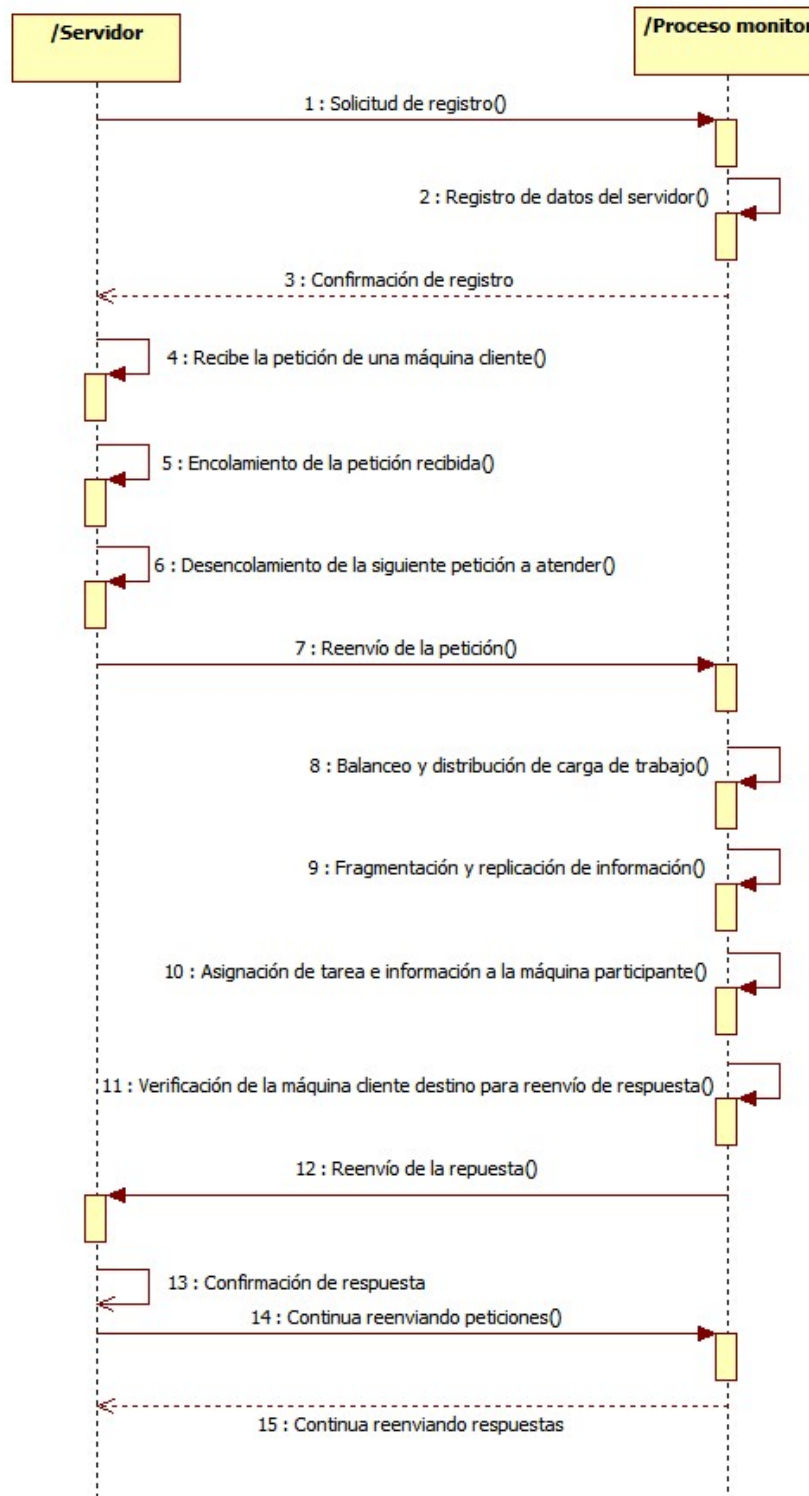 /Servidor
/Proceso monitor
1 : Solicitud de registro()
2 : Registro de datos del servidor()
3 : Confirmación de registro
4 : Recibe la petición de una máquina cliente()
5 : Encolamiento de la petición recibida()
6 : Desencolamiento de la siguiente petición a atender()
7 : Reenvío de la petición()
8 : Balanceo y distribución de carga de trabajo()
9 : Fragmentación y replicación de información()
10 : Asignación de tarea e información a la máquina participante()
11 : Verificación de la máquina cliente destino para reenvío de respuesta()
12 : Reenvío de la repuesta()
13 : Confirmación de respuesta
14 : Continua reenviando peticiones()
15 : Continua reenviando respuestas